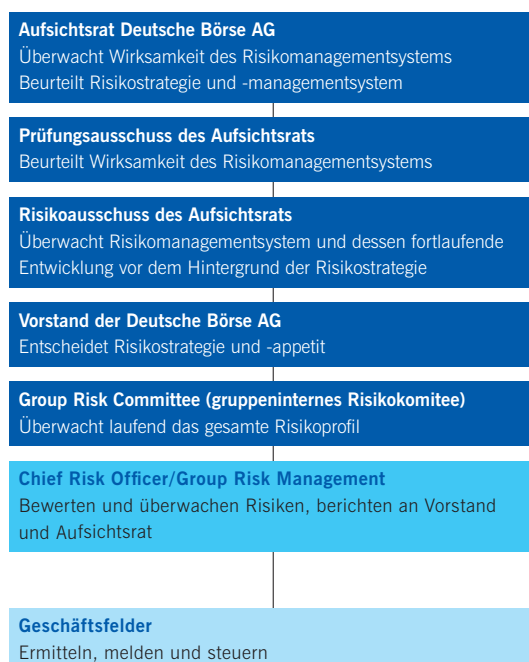 Aufsichtsrat Deutsche Börse AG
Überwacht Wirksamkeit des Risikomanagementsystems
Beurteilt Risikostrategie und -managementsystem
Prüfungsausschuss des Aufsichtsrats
Beurteilt Wirksamkeit des Risikomanagementsystems
Risikoausschuss des Aufsichtsrats
Überwacht Risikomanagementsystem und dessen fortlaufende
Entwicklung vor dem Hintergrund der Risikostrategie
Vorstand der Deutsche Börse AG
Entscheidet Risikostrategie und -appetit
Group Risk Committee (gruppeninternes Risikokomitee)
Überwacht laufend das gesamte Risikoprofil
Chief Risk Officer/Group Risk Management
Bewerten und überwachen Risiken, berichten an Vorstand
und Aufsichtsrat
Geschäftsfelder
Ermitteln, melden und steuern